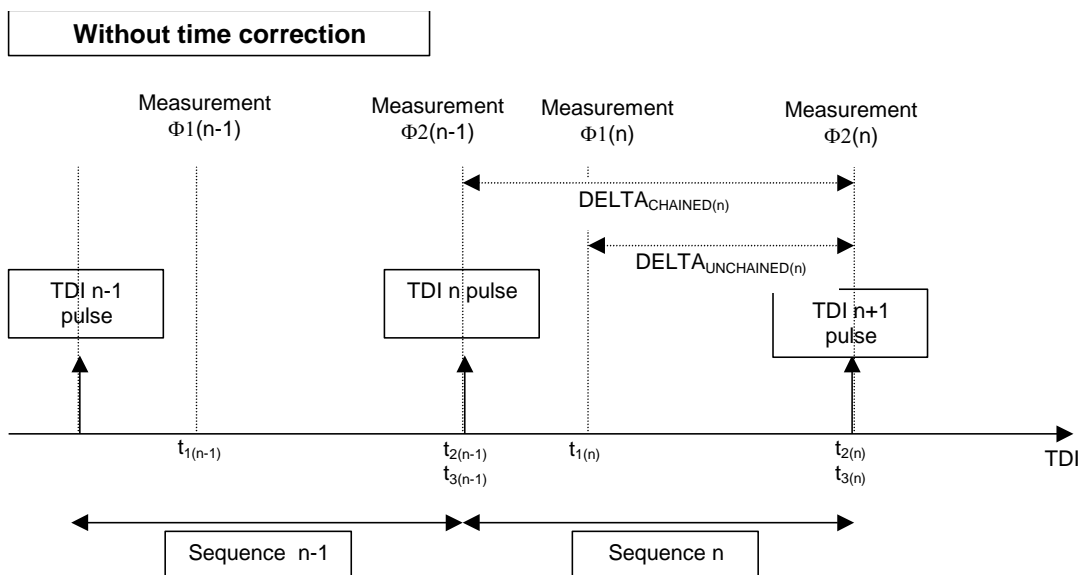 Without time correction
Measurement
Φ1(n-1)
Measurement
Φ2(n-1)
Measurement
Φ1(n)
Measurement
Φ2(n)
DELTACHAINED(n)
DELTAUNCHAINED(n)
TDI n-1
pulse
TDI n pulse
TDI n+1
pulse
t1(n-1)
t2(n-1)
t3(n-1)
t1(n)
t2(n)
t3(n)
TDI
Sequence n-1
Sequence n